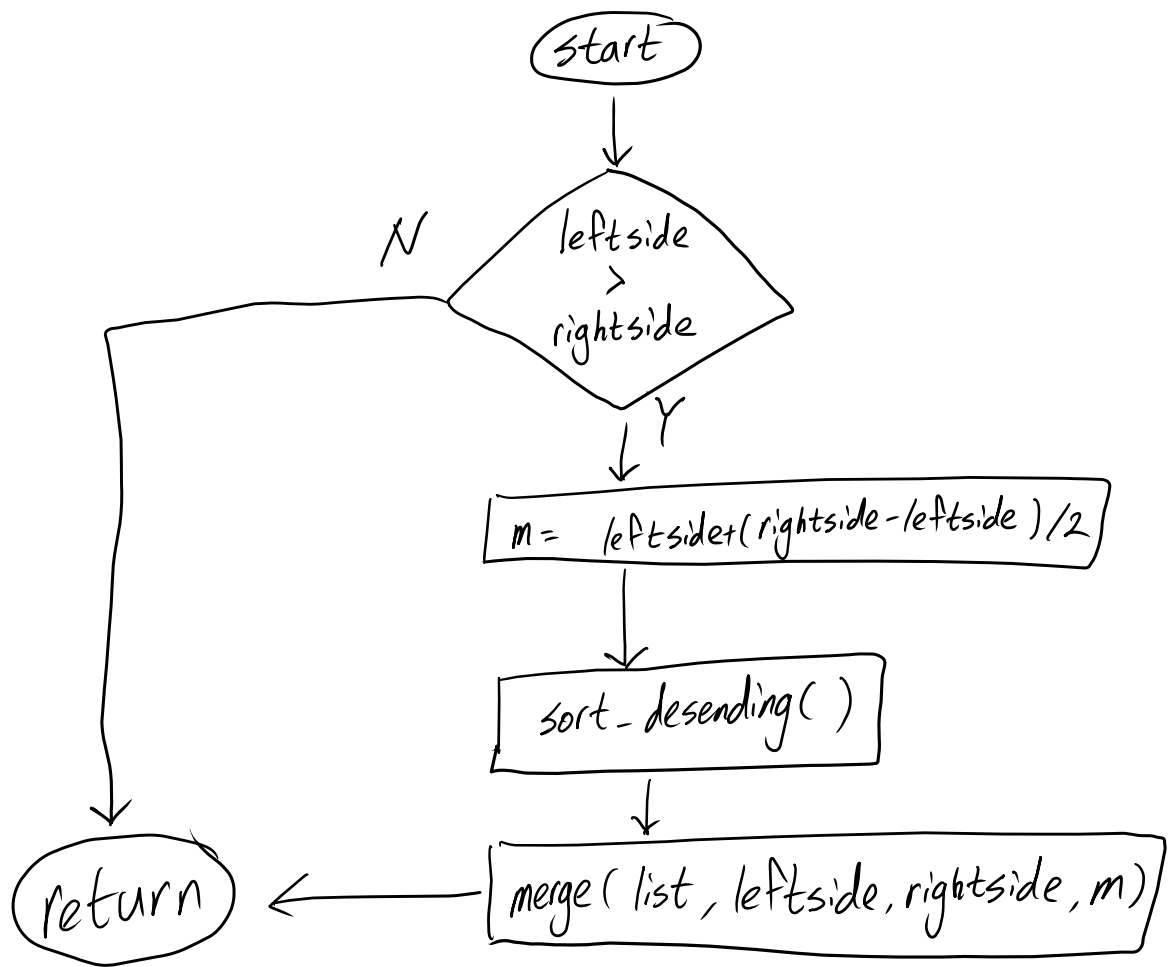 start
N
leftside
>
rightside
Y
m= leftside+(rightside-leftside)/2
sort_desending()
merge(list, leftside, rightside, m)
return